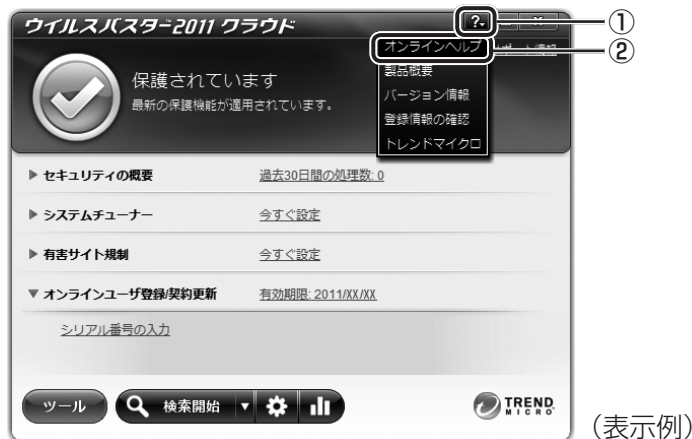 ウイルスバスター2011 クラウド
?
①
オンラインヘルプ
②
製品概要
バージョン情報
登録情報の確認
トレンドマイクロ
保護されています
最新の保護機能が適用されています。
▶ セキュリティの概要 過去30日間の処理数: 0
▶ システムチューナー 今すぐ設定
▶ 有害サイト規制 今すぐ設定
▼ オンラインユーザ登録/契約更新 有効期限: 2011/XX/XX
シリアル番号の入力
ツール
検索開始 ▼
TREND
MICRO
(表示例)